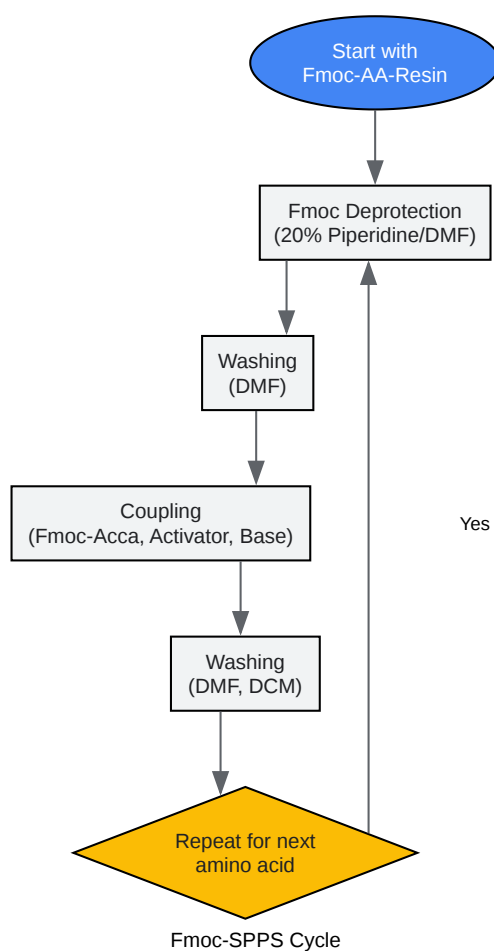 Start with
Fmoc-AA-Resin
Fmoc Deprotection
(20% Piperidine/DMF)
Washing
(DMF)
Coupling
(Fmoc-Acca, Activator, Base)
Yes
Washing
(DMF, DCM)
Repeat for next
amino acid
Fmoc-SPPS Cycle